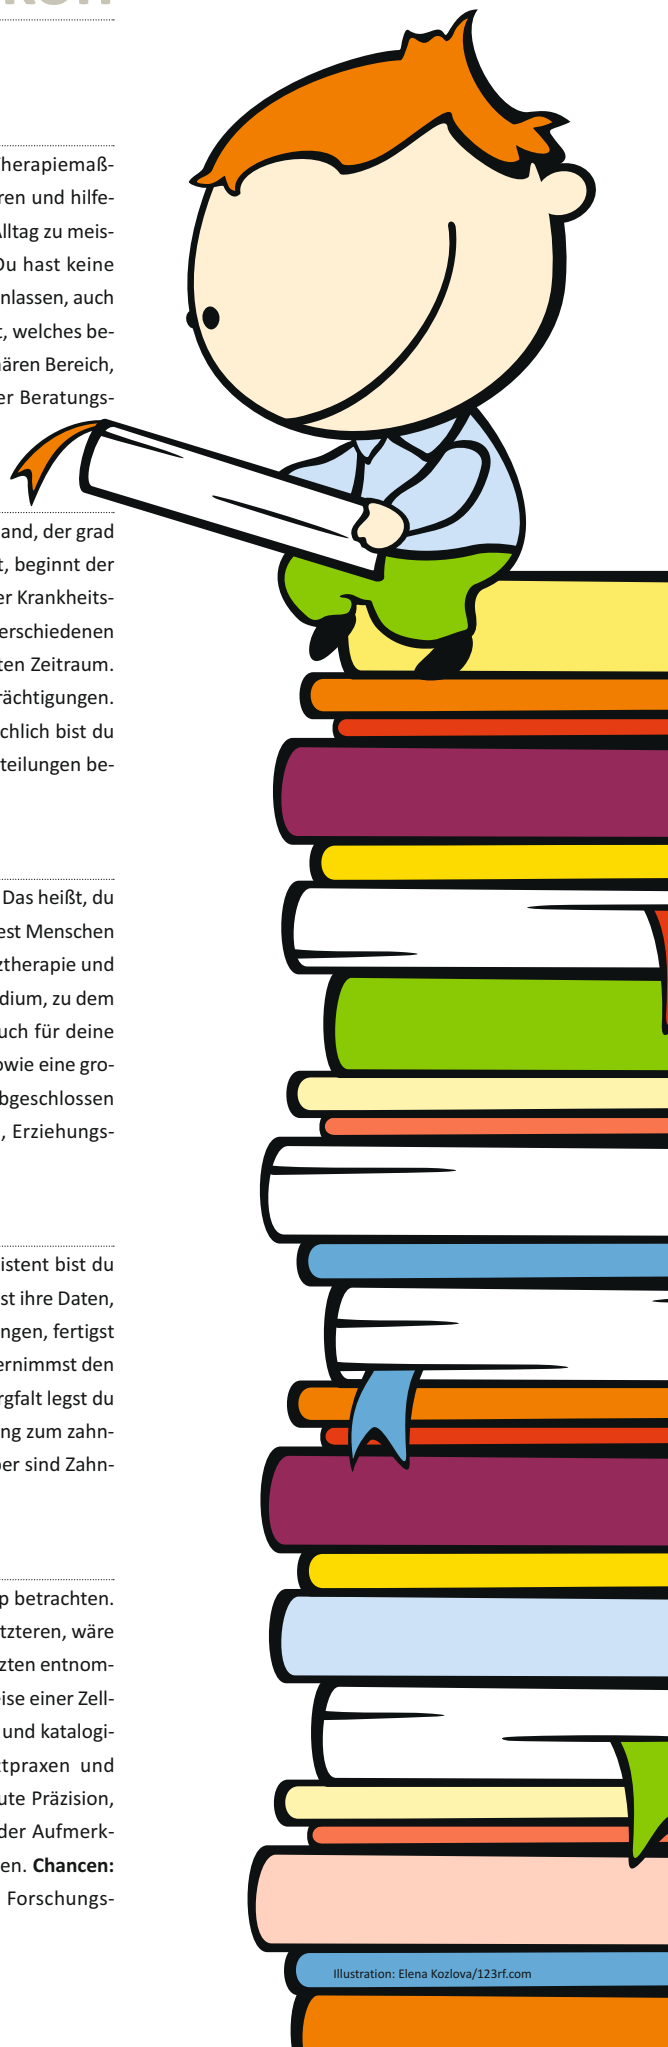 herapiemaß-
ren und hilfe-
lltag zu meis-
Du hast keine
nlassen, auch
t, welches be-
ären Bereich,
er Beratungs-
and, der grad
t, beginnt der
er Krankheits-
erschiedenen
ten Zeitraum.
rächtigungen.
chlich bist du
teilungen be-
Das heißt, du
est Menschen
ztherapie und
dium, zu dem
uch für deine
owie eine gro-
bgeschlossen
, Erziehungs-
istent bist du
st ihre Daten,
ngen, fertigst
ernimmst den
rgfalt legst du
ng zum zahn-
ber sind Zahn-
p betrachten.
tzteren, wäre
zten entnom-
ise einer Zell-
und katalogi-
tpraxen und
ute Präzision,
der Aufmerk-
en. Chancen:
Forschungs-
Illustration: Elena Kozlova/123rf.com